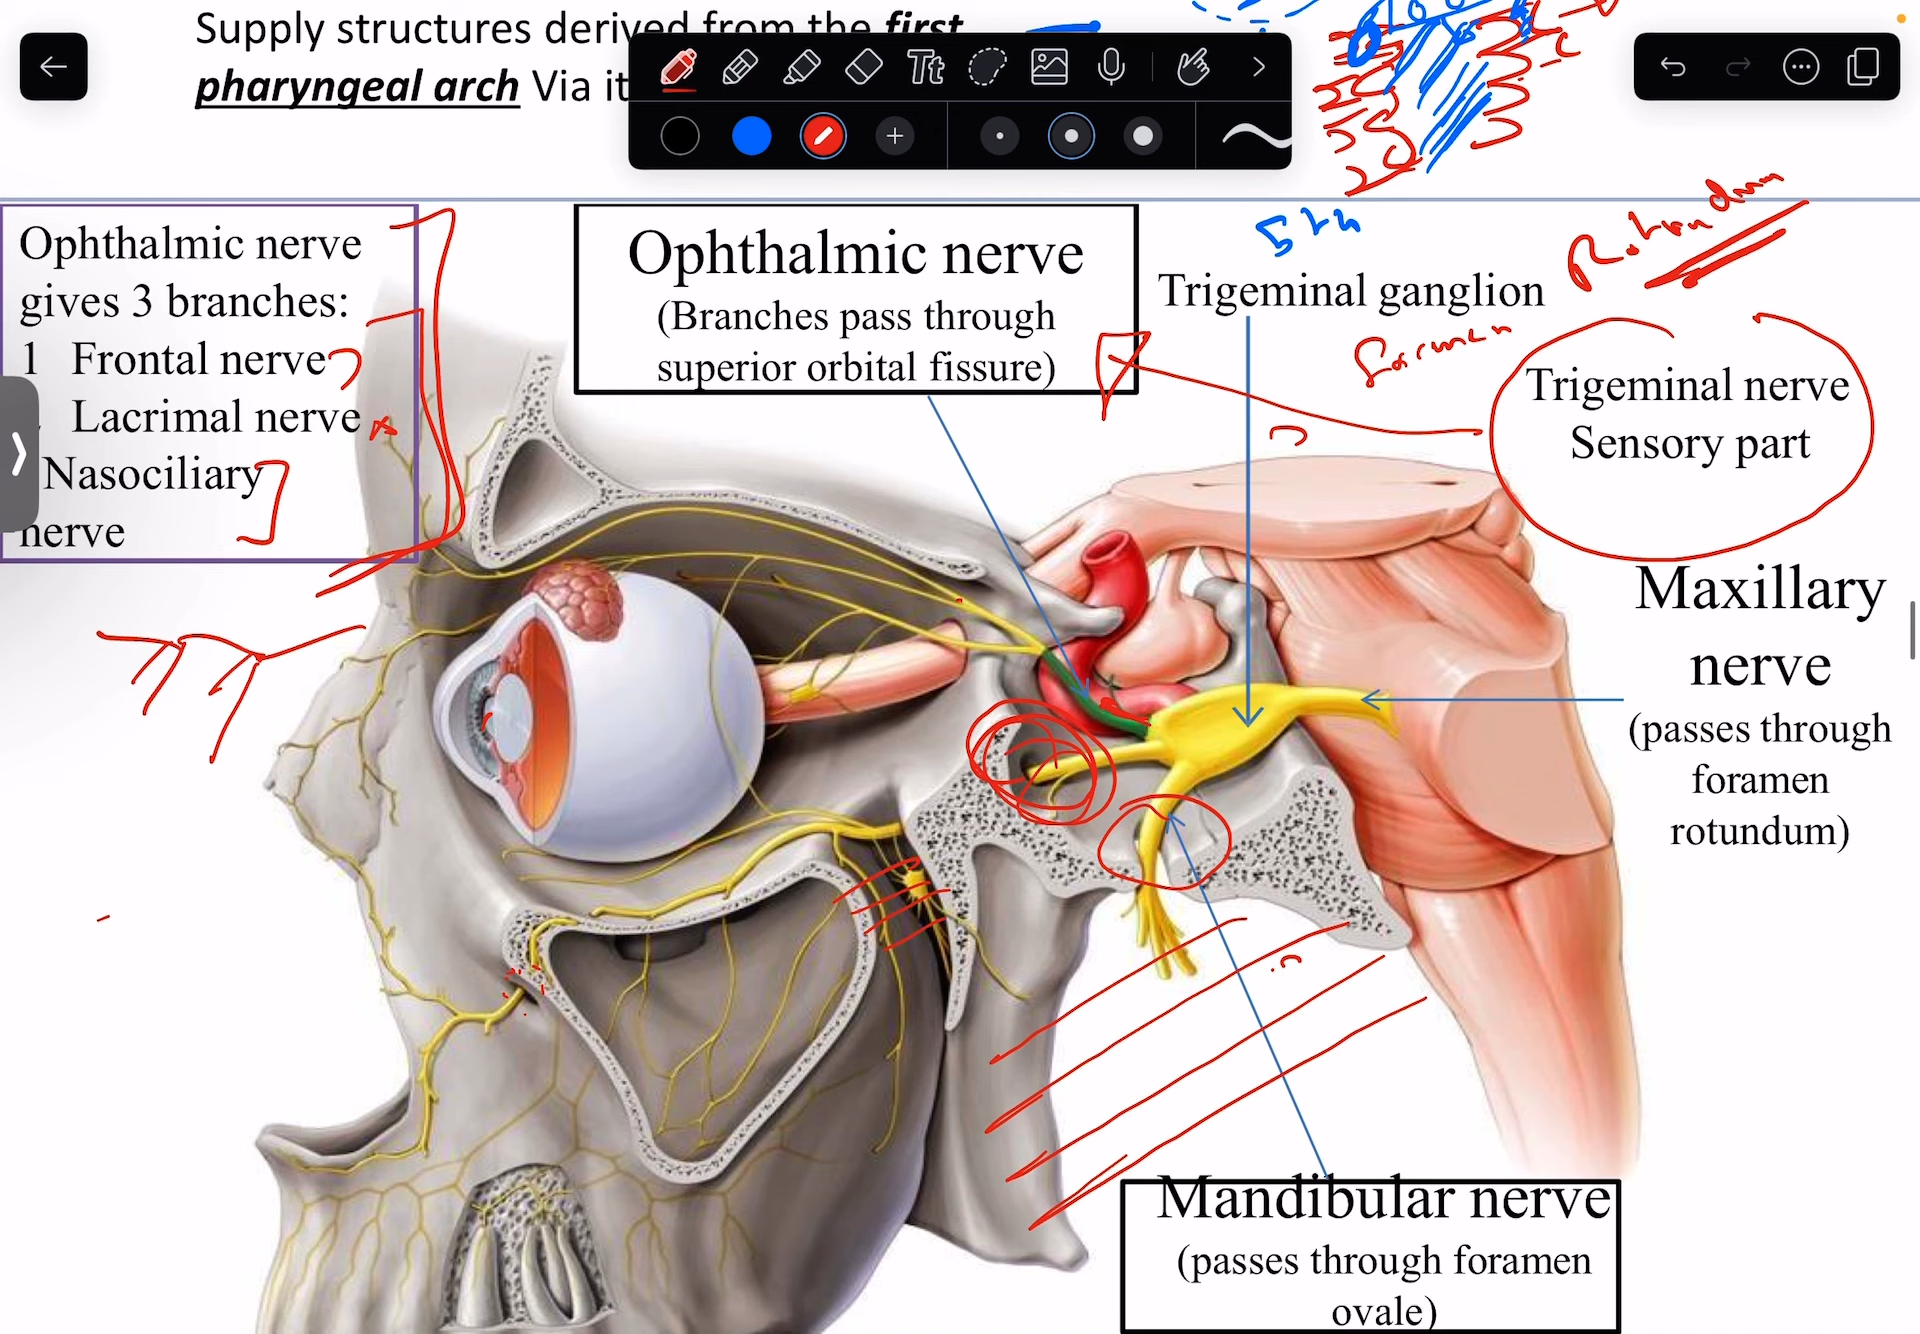 Supply structures derived from the first
pharyngeal arch Via it
Tt
5th
Rotundum
Ophthalmic nerve
gives 3 branches:
1 Frontal nerve
Lacrimal nerve
Nasociliary
nerve
Ophthalmic nerve
(Branches pass through
superior orbital fissure)
Trigeminal ganglion
Trigeminal nerve
Sensory part
Maxillary
nerve
(passes through
foramen
rotundum)
Mandibular nerve
(passes through foramen
ovale)